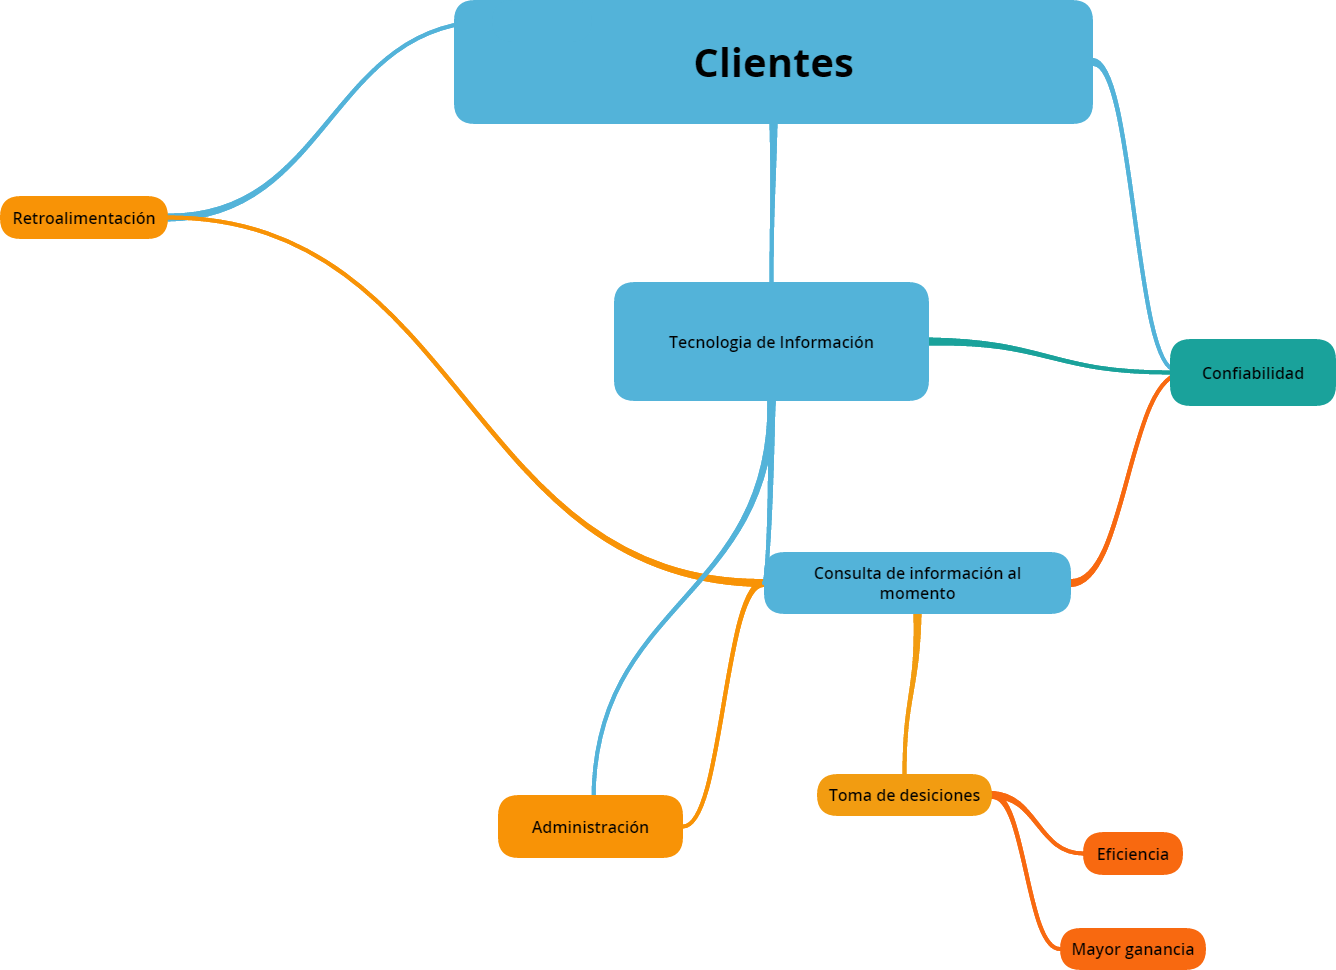 Clientes
Retroalimentación
Tecnologia de Información
Confiabilidad
Consulta de información al
momento
Toma de desiciones
Administración
Eficiencia
Mayor ganancia